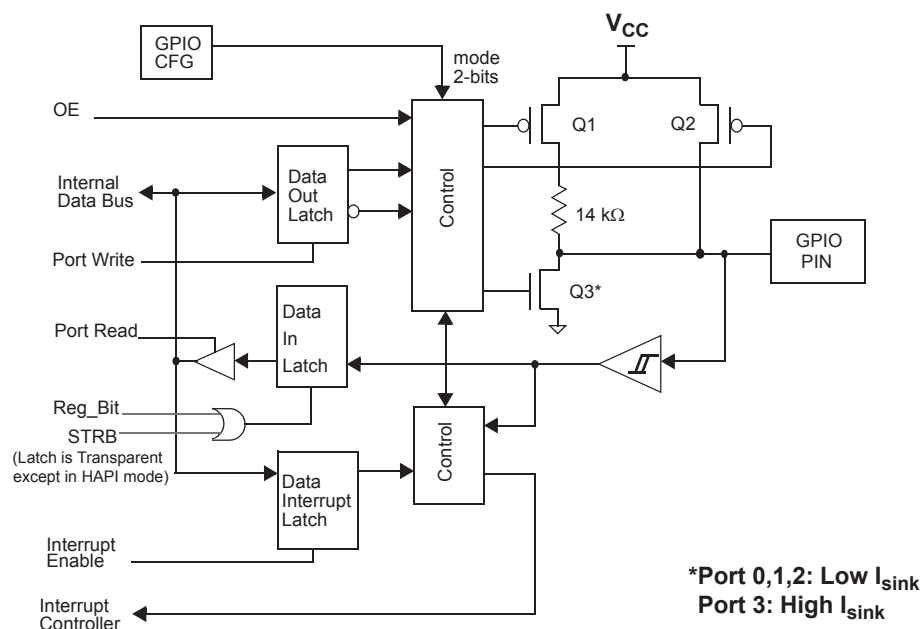 GPIO
CFG
mode
2-bits
VCC
OE
Q1
Q2
Internal
Data Bus
Data
Out
Latch
Control
14 kΩ
GPIO
PIN
Port Write
Q3*
Data
In
Latch
Port Read
Reg_Bit
STRB
(Latch is Transparent
except in HAPI mode)
Control
Data
Interrupt
Latch
Interrupt
Enable
Interrupt
Controller
*Port 0,1,2: Low Isink
Port 3: High Isink